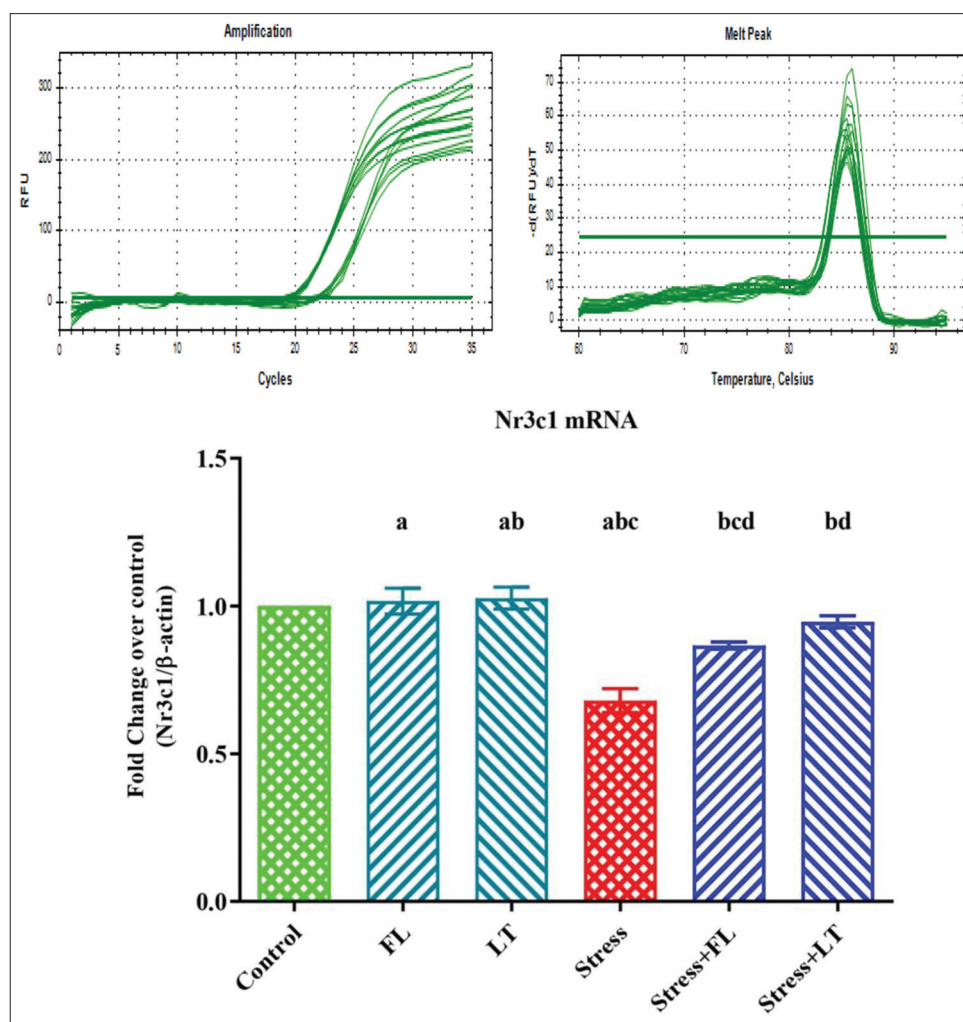 Amplification
300
200
100
0
RFU
0 5 10 15 20 25 30 35
Cycles
Melt Peak
70
60
50
40
30
20
10
0
-d(RFU)/dT
60 70 80 90
Temperature, Celsius
Nr3c1 mRNA
Fold Change over control
(Nr3c1/β-actin)
1.5
1.0
0.5
0.0
a ab abc bcd bd
Control FL LT Stress Stress+FL Stress+LT